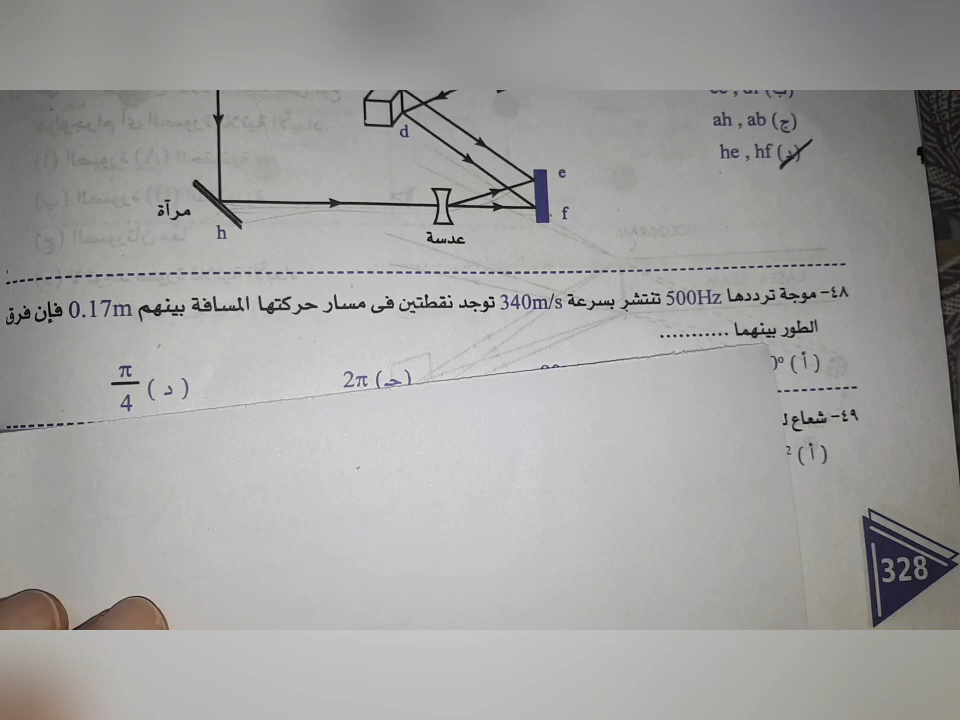 ah , ab (ج)
d
he , hf (د)
e
f
مرآة
عدسة
h
٤٨- موجة ترددها 500Hz تنتشر بسرعة 340m/s توجد نقطتين فى مسار حركتها المسافة بينهم 0.17m فإن فرق
الطور بينهما ...........
(أ)
(حـ) 2π
(د) π/4
٤٩- شعاع
(أ)
328